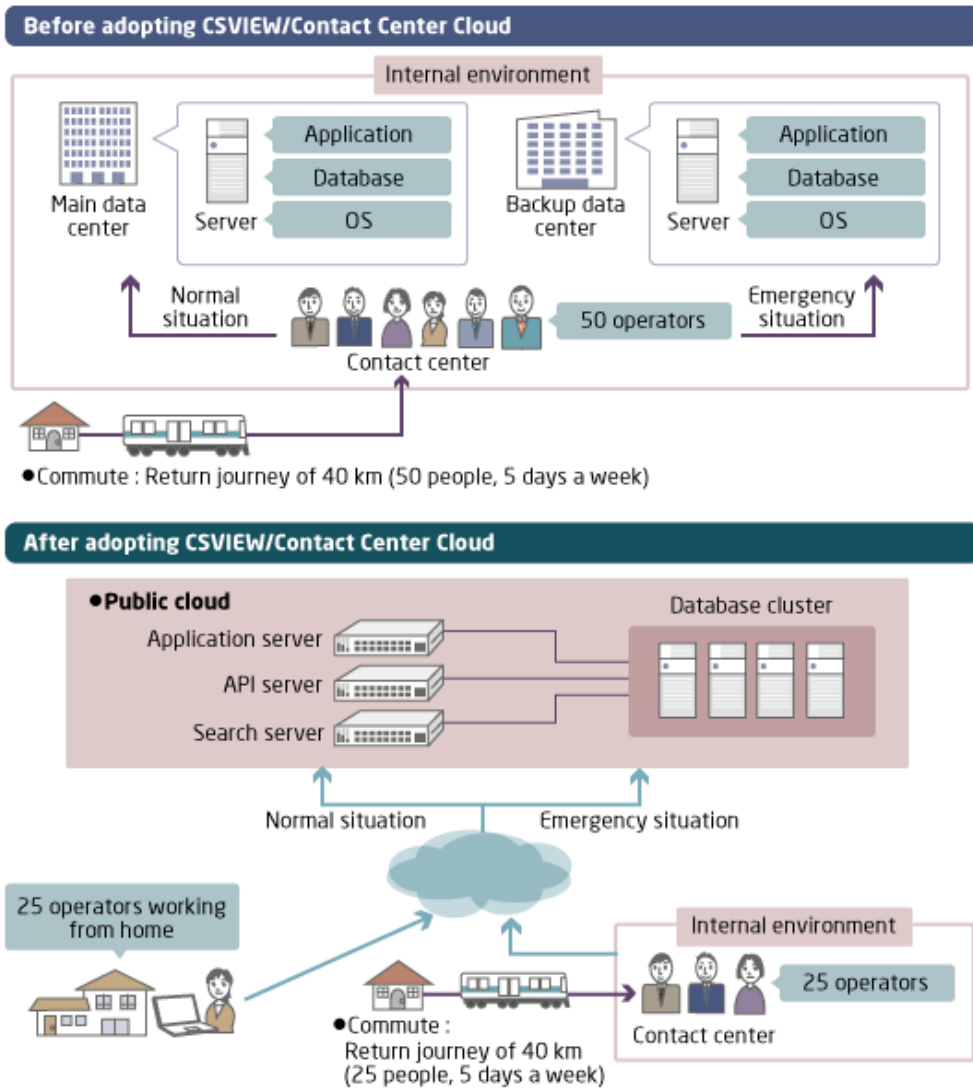 Before adopting CSVIEW/Contact Center Cloud
Internal environment
Main data
center
Server
Application
Database
OS
Backup data
center
Server
Application
Database
OS
Normal
situation
50 operators
Emergency
situation
Contact center
●Commute : Return journey of 40 km (50 people, 5 days a week)
After adopting CSVIEW/Contact Center Cloud
●Public cloud
Application server
API server
Search server
Database cluster
Normal situation
Emergency situation
25 operators working
from home
Internal environment
25 operators
Contact center
●Commute :
Return journey of 40 km
(25 people, 5 days a week)